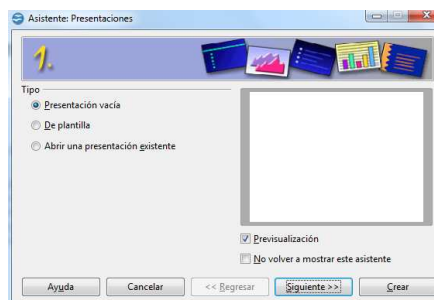 Asistente: Presentaciones
1.
Tipo
Presentación vacía
De plantilla
Abrir una presentación existente
Previsualización
No volver a mostrar este asistente
Ayuda Cancelar << Regresar Siguiente >> Crear